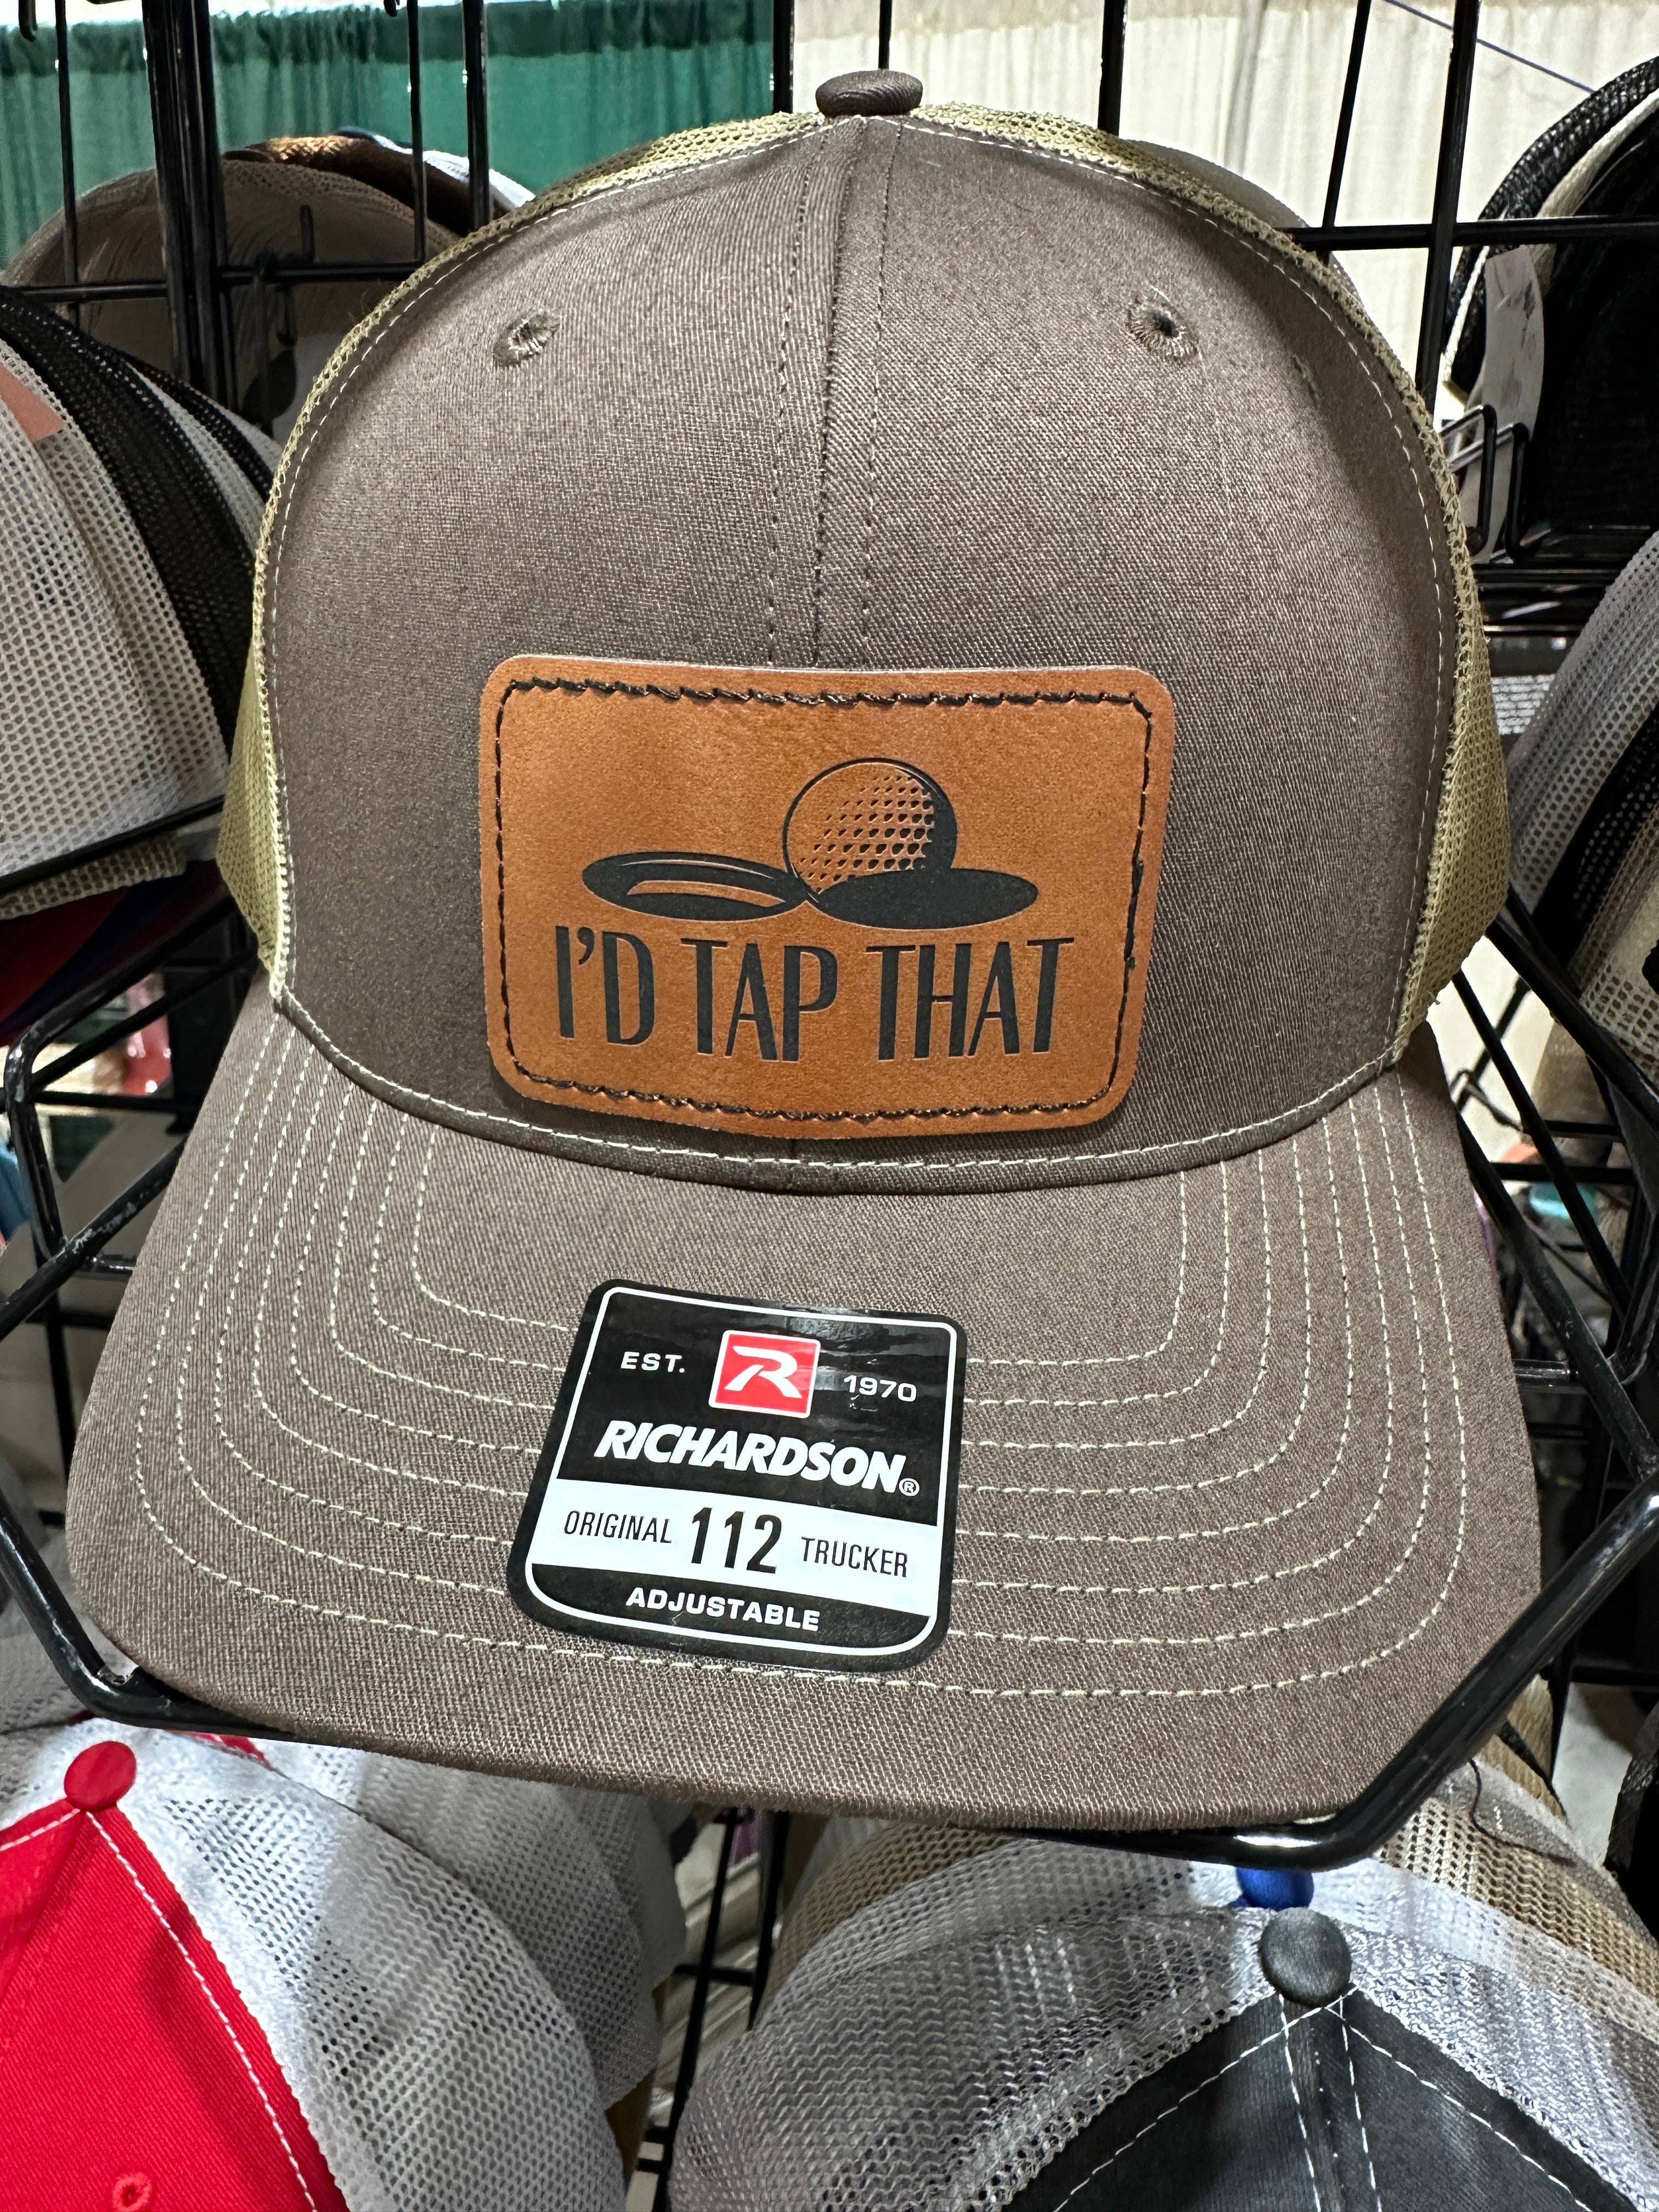 I'D TAP THAT
EST. R 1970
RICHARDSON®
ORIGINAL 112 TRUCKER
ADJUSTABLE